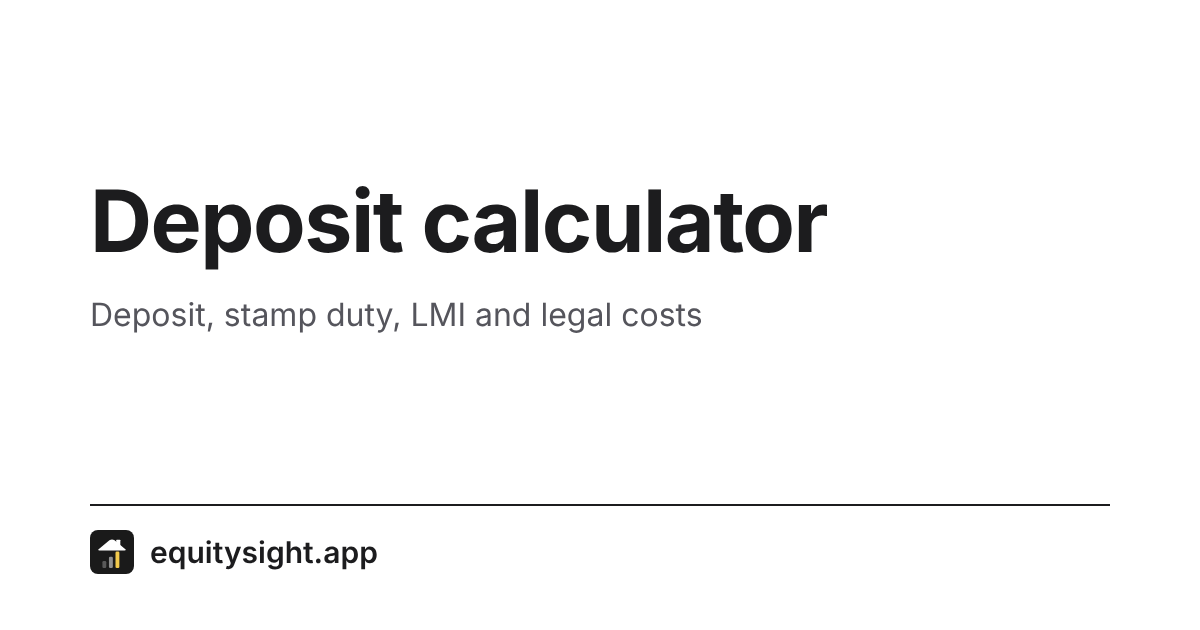 Deposit calculator
Deposit, stamp duty, LMI and legal costs
equitysight.app